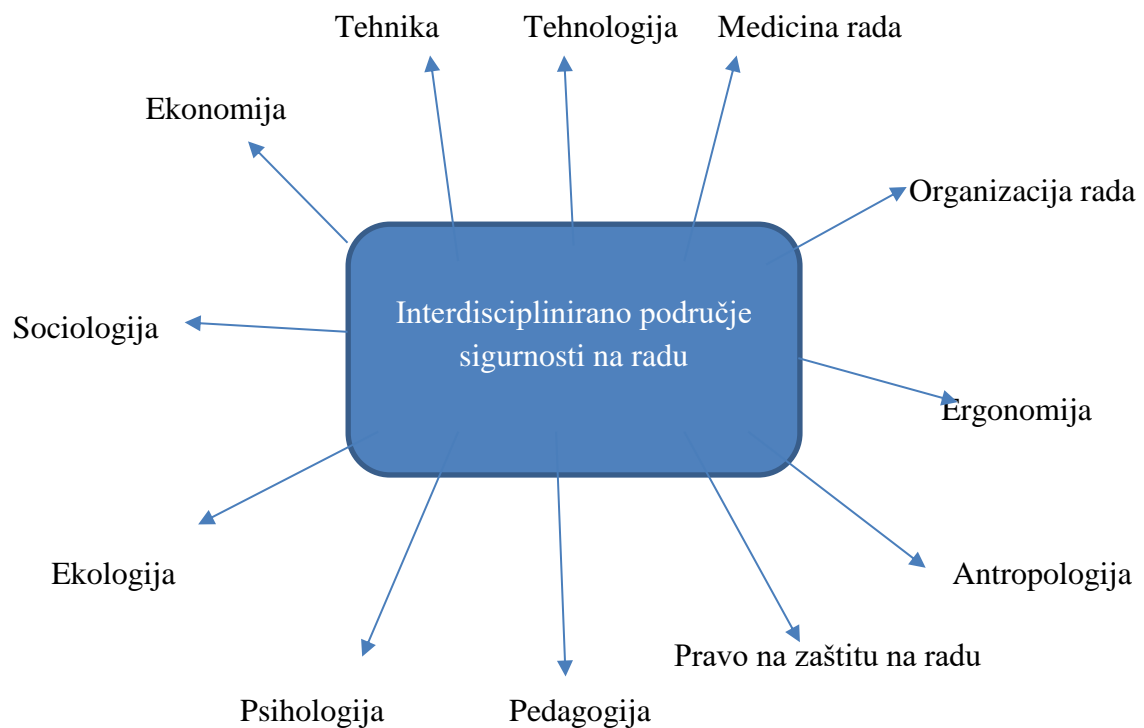 Tehnika
Tehnologija
Medicina rada
Ekonomija
Organizacija rada
Interdisciplinirano područje
sigurnosti na radu
Sociologija
Ergonomija
Ekologija
Antropologija
Pravo na zaštitu na radu
Psihologija
Pedagogija